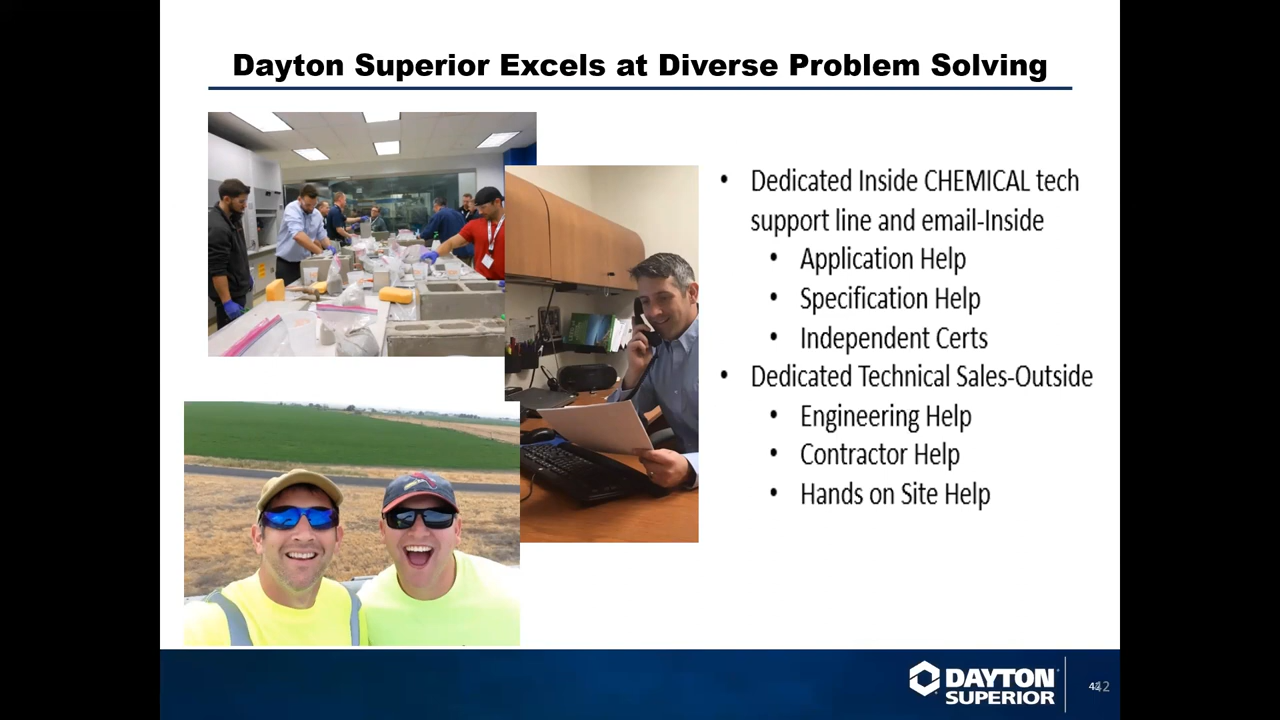 Dayton Superior Excels at Diverse Problem Solving
• Dedicated Inside CHEMICAL tech
support line and email-Inside
• Application Help
• Specification Help
• Independent Certs
• Dedicated Technical Sales-Outside
• Engineering Help
• Contractor Help
• Hands on Site Help
DAYTON
SUPERIOR
42